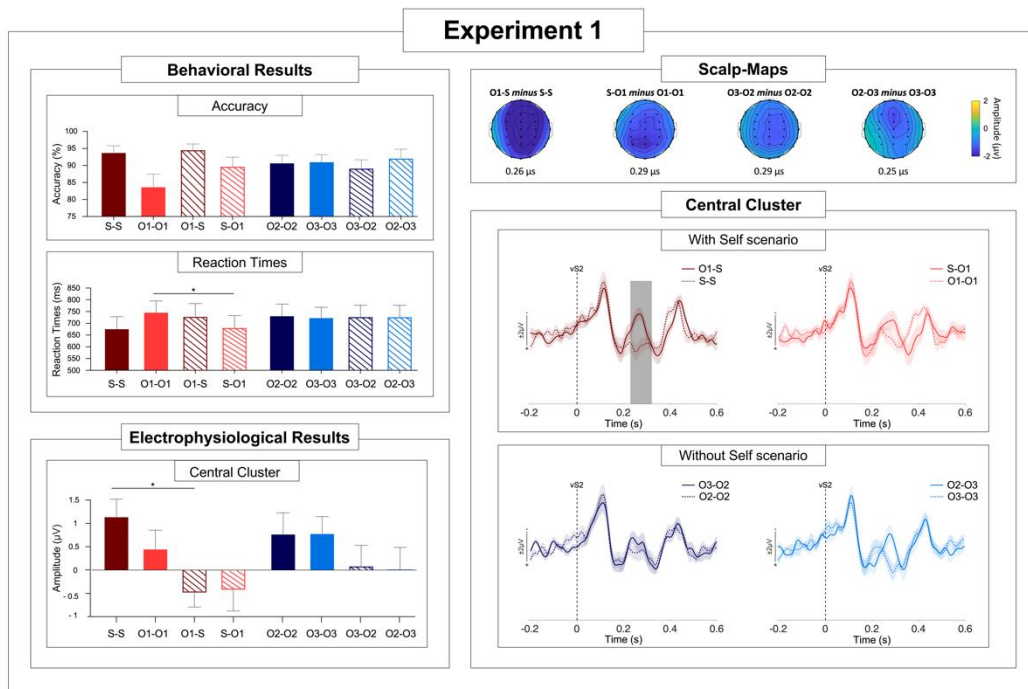 Experiment 1
Behavioral Results
Accuracy
Accuracy (%)
95
90
85
80
75
S-S O1-O1 O1-S S-O1 O2-O2 O3-O3 O3-O2 O2-O3
Reaction Times
Reaction Times (ms)
*
850
800
750
700
650
600
550
500
S-S O1-O1 O1-S S-O1 O2-O2 O3-O3 O3-O2 O2-O3
Electrophysiological Results
Central Cluster
Amplitude (µV)
*
1.5
1
0.5
0
- 0.5
- 1
S-S O1-O1 O1-S S-O1 O2-O2 O3-O3 O3-O2 O2-O3
Scalp-Maps
O1-S minus S-S S-O1 minus O1-O1 O3-O2 minus O2-O2 O2-O3 minus O3-O3
0.26 µs 0.29 µs 0.29 µs 0.25 µs
2
0
-2
Amplitude (µv)
Central Cluster
With Self scenario
vS2
O1-S
S-S
±2µV
-
+
-0.2 0 0.2 0.4 0.6
Time (s)
vS2
S-O1
O1-O1
±2µV
-
+
-0.2 0 0.2 0.4 0.6
Time (s)
Without Self scenario
vS2
O3-O2
O2-O2
±2µV
-
+
-0.2 0 0.2 0.4 0.6
Time (s)
vS2
O2-O3
O3-O3
±2µV
-
+
-0.2 0 0.2 0.4 0.6
Time (s)